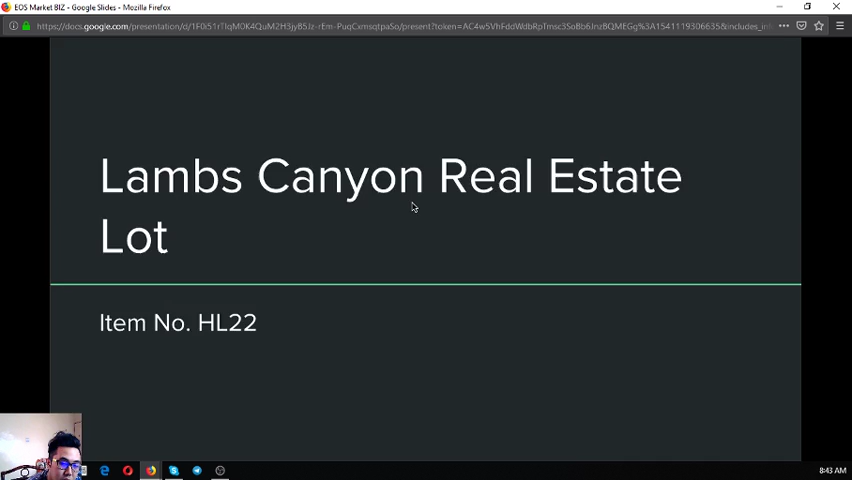 EOS Market BIZ - Google Slides - Mozilla Firefox
Lambs Canyon Real Estate
Lot
Item No. HL22
8:43 AM